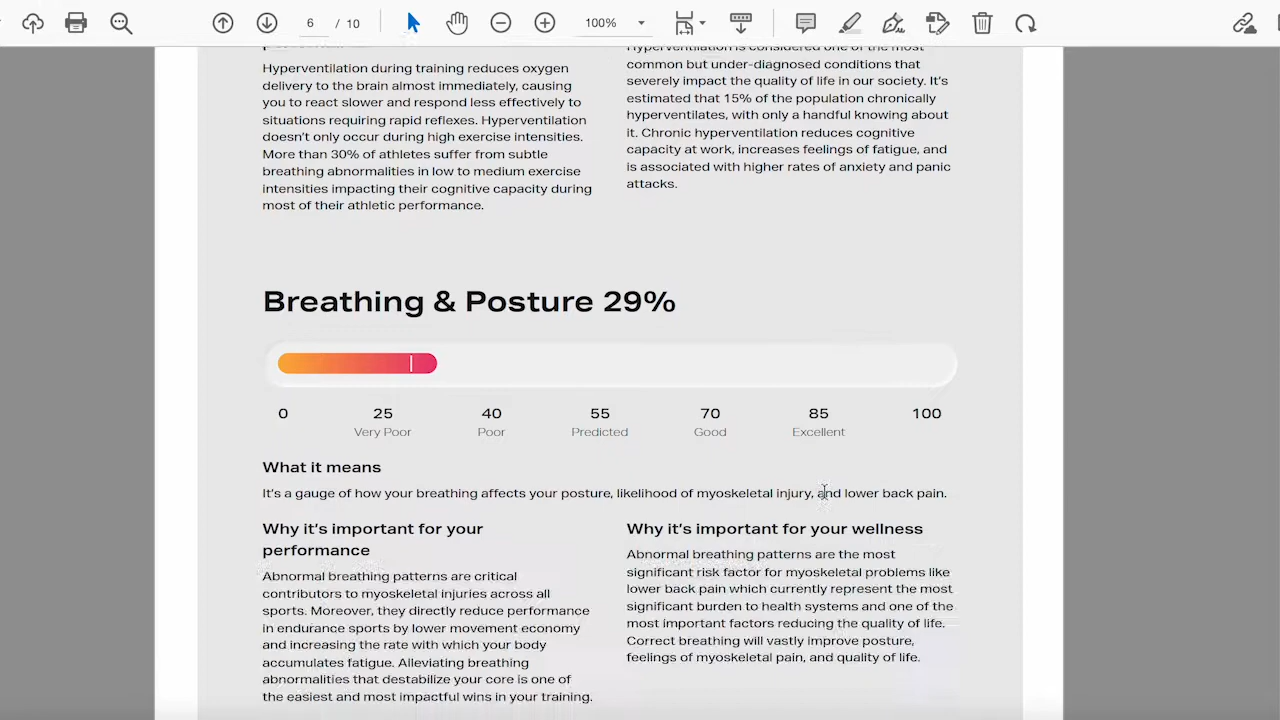 6 / 10
100%
Hyperventilation during training reduces oxygen
delivery to the brain almost immediately, causing
you to react slower and respond less effectively to
situations requiring rapid reflexes. Hyperventilation
doesn't only occur during high exercise intensities.
More than 30% of athletes suffer from subtle
breathing abnormalities in low to medium exercise
intensities impacting their cognitive capacity during
most of their athletic performance.
Hyperventilation is considered one of the most
common but under-diagnosed conditions that
severely impact the quality of life in our society. It's
estimated that 15% of the population chronically
hyperventilates, with only a handful knowing about
it. Chronic hyperventilation reduces cognitive
capacity at work, increases feelings of fatigue, and
is associated with higher rates of anxiety and panic
attacks.
Breathing & Posture 29%
0 25 40 55 70 85 100
Very Poor Poor Predicted Good Excellent
What it means
It's a gauge of how your breathing affects your posture, likelihood of myoskeletal injury, and lower back pain.
Why it's important for your
performance
Abnormal breathing patterns are critical
contributors to myoskeletal injuries across all
sports. Moreover, they directly reduce performance
in endurance sports by lower movement economy
and increasing the rate with which your body
accumulates fatigue. Alleviating breathing
abnormalities that destabilize your core is one of
the easiest and most impactful wins in your training.
Why it's important for your wellness
Abnormal breathing patterns are the most
significant risk factor for myoskeletal problems like
lower back pain which currently represent the most
significant burden to health systems and one of the
most important factors reducing the quality of life.
Correct breathing will vastly improve posture,
feelings of myoskeletal pain, and quality of life.